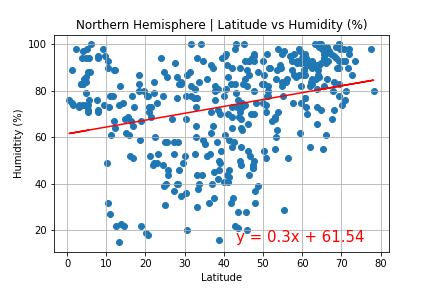 Northern Hemisphere | Latitude vs Humidity (%)
100
80
60
40
20
Humidtiti (%)
y = 0.3x + 61.54
0 10 20 30 40 50 60 70 80
Latitude